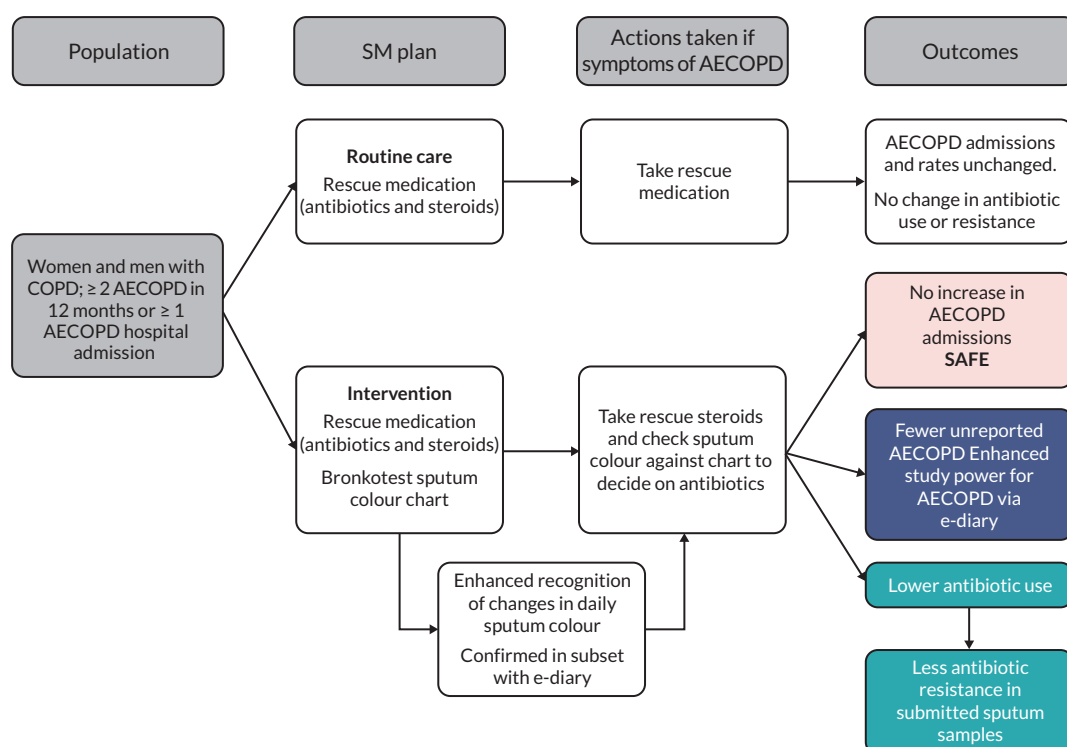 Population
SM plan
Actions taken if
symptoms of AECOPD
Outcomes
Routine care
Rescue medication
(antibiotics and steroids)
Take rescue
medication
AECOPD admissions
and rates unchanged.
No change in antibiotic
use or resistance
Women and men with
COPD; ≥ 2 AECOPD in
12 months or ≥ 1
AECOPD hospital
admission
Intervention
Rescue medication
(antibiotics and steroids)
Bronkotest sputum
colour chart
Take rescue steroids
and check sputum
colour against chart to
decide on antibiotics
Enhanced recognition
of changes in daily
sputum colour
Confirmed in subset
with e-diary
No increase in
AECOPD
admissions
SAFE
Fewer unreported
AECOPD Enhanced
study power for
AECOPD via
e-diary
Lower antibiotic use
Less antibiotic
resistance in
submitted sputum
samples